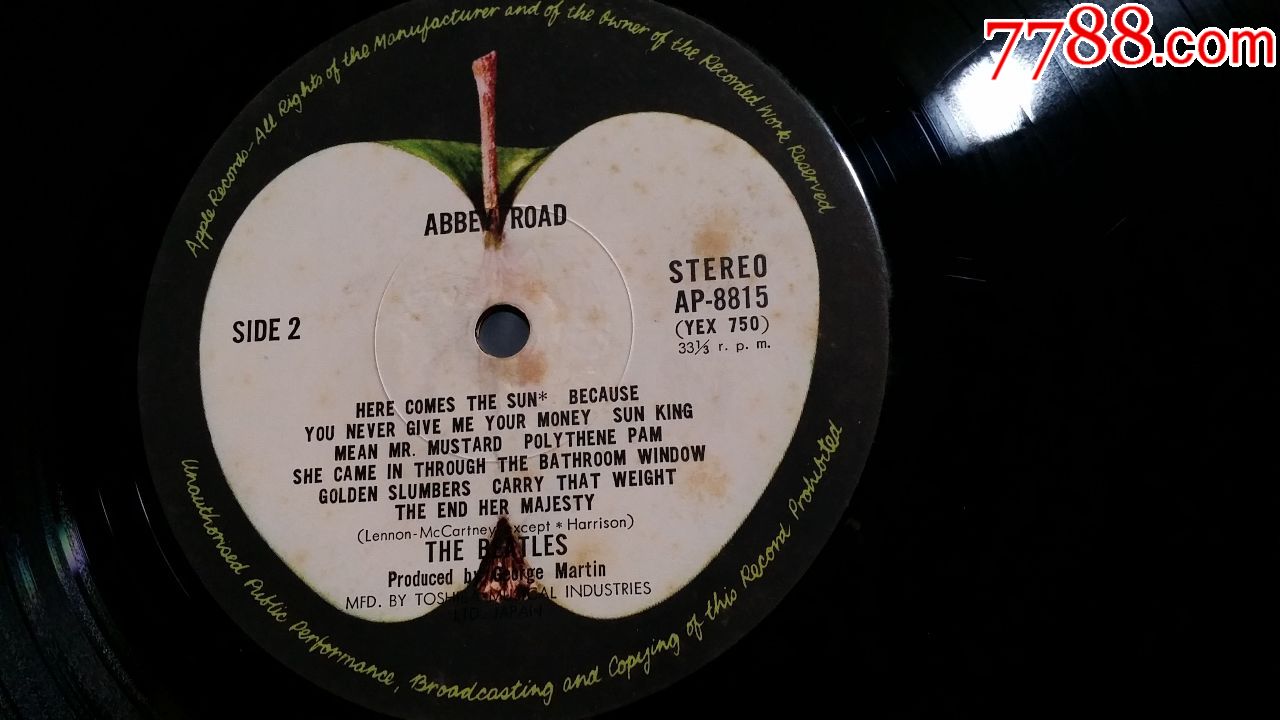 7788.com
Apple Records–All Rights of the Manufacturer and of the Owner of the Recorded Work Reserved
ABBEY ROAD
STEREO
AP-8815
(YEX 750)
33⅓ r. p. m.
SIDE 2
HERE COMES THE SUN* BECAUSE
YOU NEVER GIVE ME YOUR MONEY SUN KING
MEAN MR. MUSTARD POLYTHENE PAM
SHE CAME IN THROUGH THE BATHROOM WINDOW
GOLDEN SLUMBERS CARRY THAT WEIGHT
THE END HER MAJESTY
(Lennon-McCartney except * Harrison)
THE BEATLES
Produced by George Martin
MFD. BY TOSHIBA MUSICAL INDUSTRIES
LTD. JAPAN
Unauthorised Public Performance, Broadcasting and Copying of this Record Prohibited